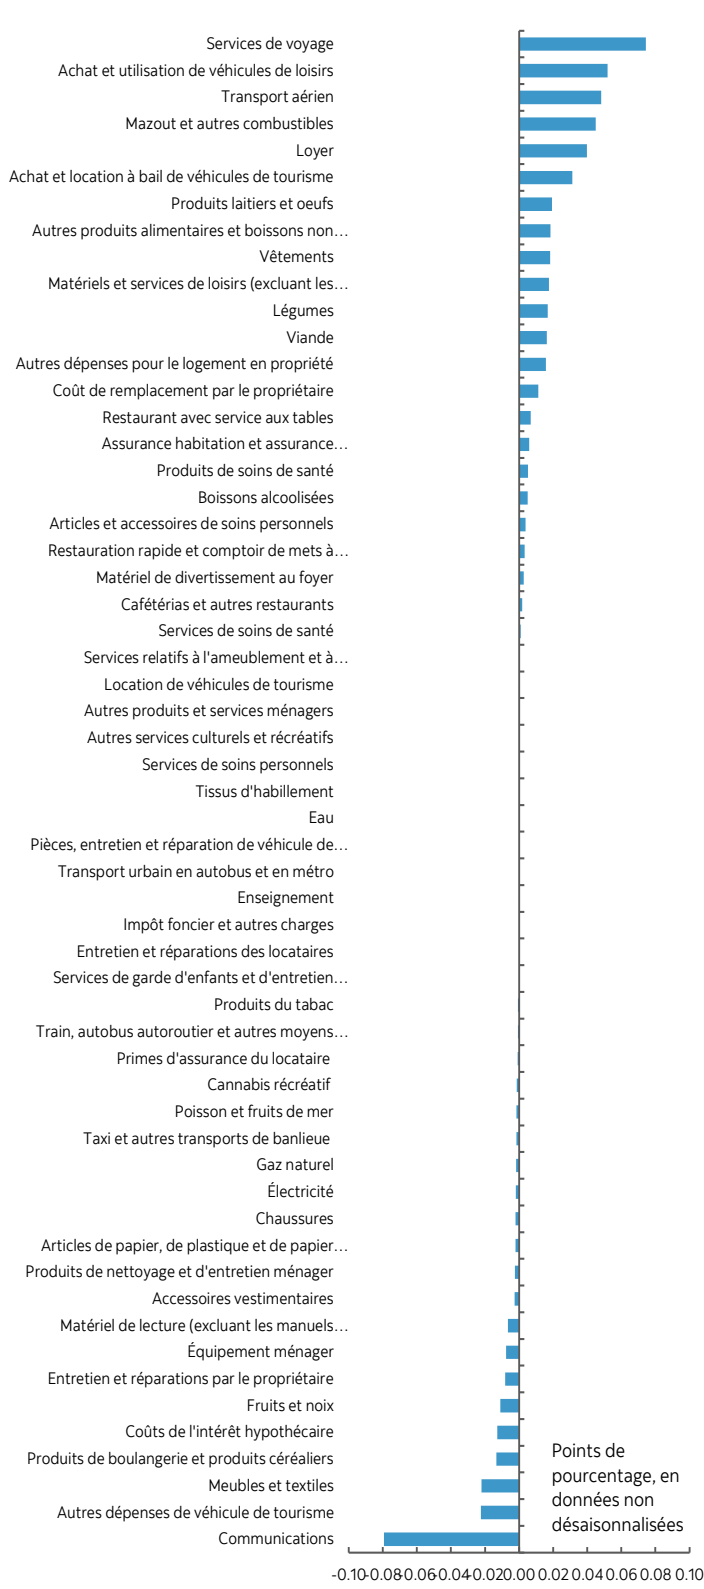 Services de voyage
Achat et utilisation de véhicules de loisirs
Transport aérien
Mazout et autres combustibles
Loyer
Achat et location à bail de véhicules de tourisme
Produits laitiers et oeufs
Autres produits alimentaires et boissons non…
Vêtements
Matériels et services de loisirs (excluant les…
Légumes
Viande
Autres dépenses pour le logement en propriété
Coût de remplacement par le propriétaire
Restaurant avec service aux tables
Assurance habitation et assurance…
Produits de soins de santé
Boissons alcoolisées
Articles et accessoires de soins personnels
Restauration rapide et comptoir de mets à…
Matériel de divertissement au foyer
Cafétérias et autres restaurants
Services de soins de santé
Services relatifs à l'ameublement et à…
Location de véhicules de tourisme
Autres produits et services ménagers
Autres services culturels et récréatifs
Services de soins personnels
Tissus d'habillement
Eau
Pièces, entretien et réparation de véhicule de…
Transport urbain en autobus et en métro
Enseignement
Impôt foncier et autres charges
Entretien et réparations des locataires
Services de garde d'enfants et d'entretien…
Produits du tabac
Train, autobus autoroutier et autres moyens…
Primes d'assurance du locataire
Cannabis récréatif
Poisson et fruits de mer
Taxi et autres transports de banlieue
Gaz naturel
Électricité
Chaussures
Articles de papier, de plastique et de papier…
Produits de nettoyage et d'entretien ménager
Accessoires vestimentaires
Matériel de lecture (excluant les manuels…
Équipement ménager
Entretien et réparations par le propriétaire
Fruits et noix
Coûts de l'intérêt hypothécaire
Produits de boulangerie et produits céréaliers
Meubles et textiles
Autres dépenses de véhicule de tourisme
Communications
Points de
pourcentage, en
données non
désaisonnalisées
-0.10 -0.08 -0.06 -0.04 -0.02 0.00 0.02 0.04 0.06 0.08 0.10